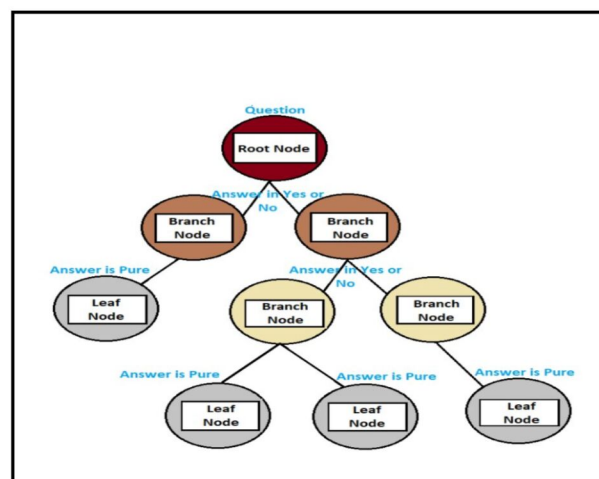 Question
Root Node
Answer in Yes or
No
Branch
Node
Branch
Node
Answer is Pure
Answer in Yes or
No
Leaf
Node
Branch
Node
Branch
Node
Answer is Pure
Answer is Pure
Answer is Pure
Leaf
Node
Leaf
Node
Leaf
Node